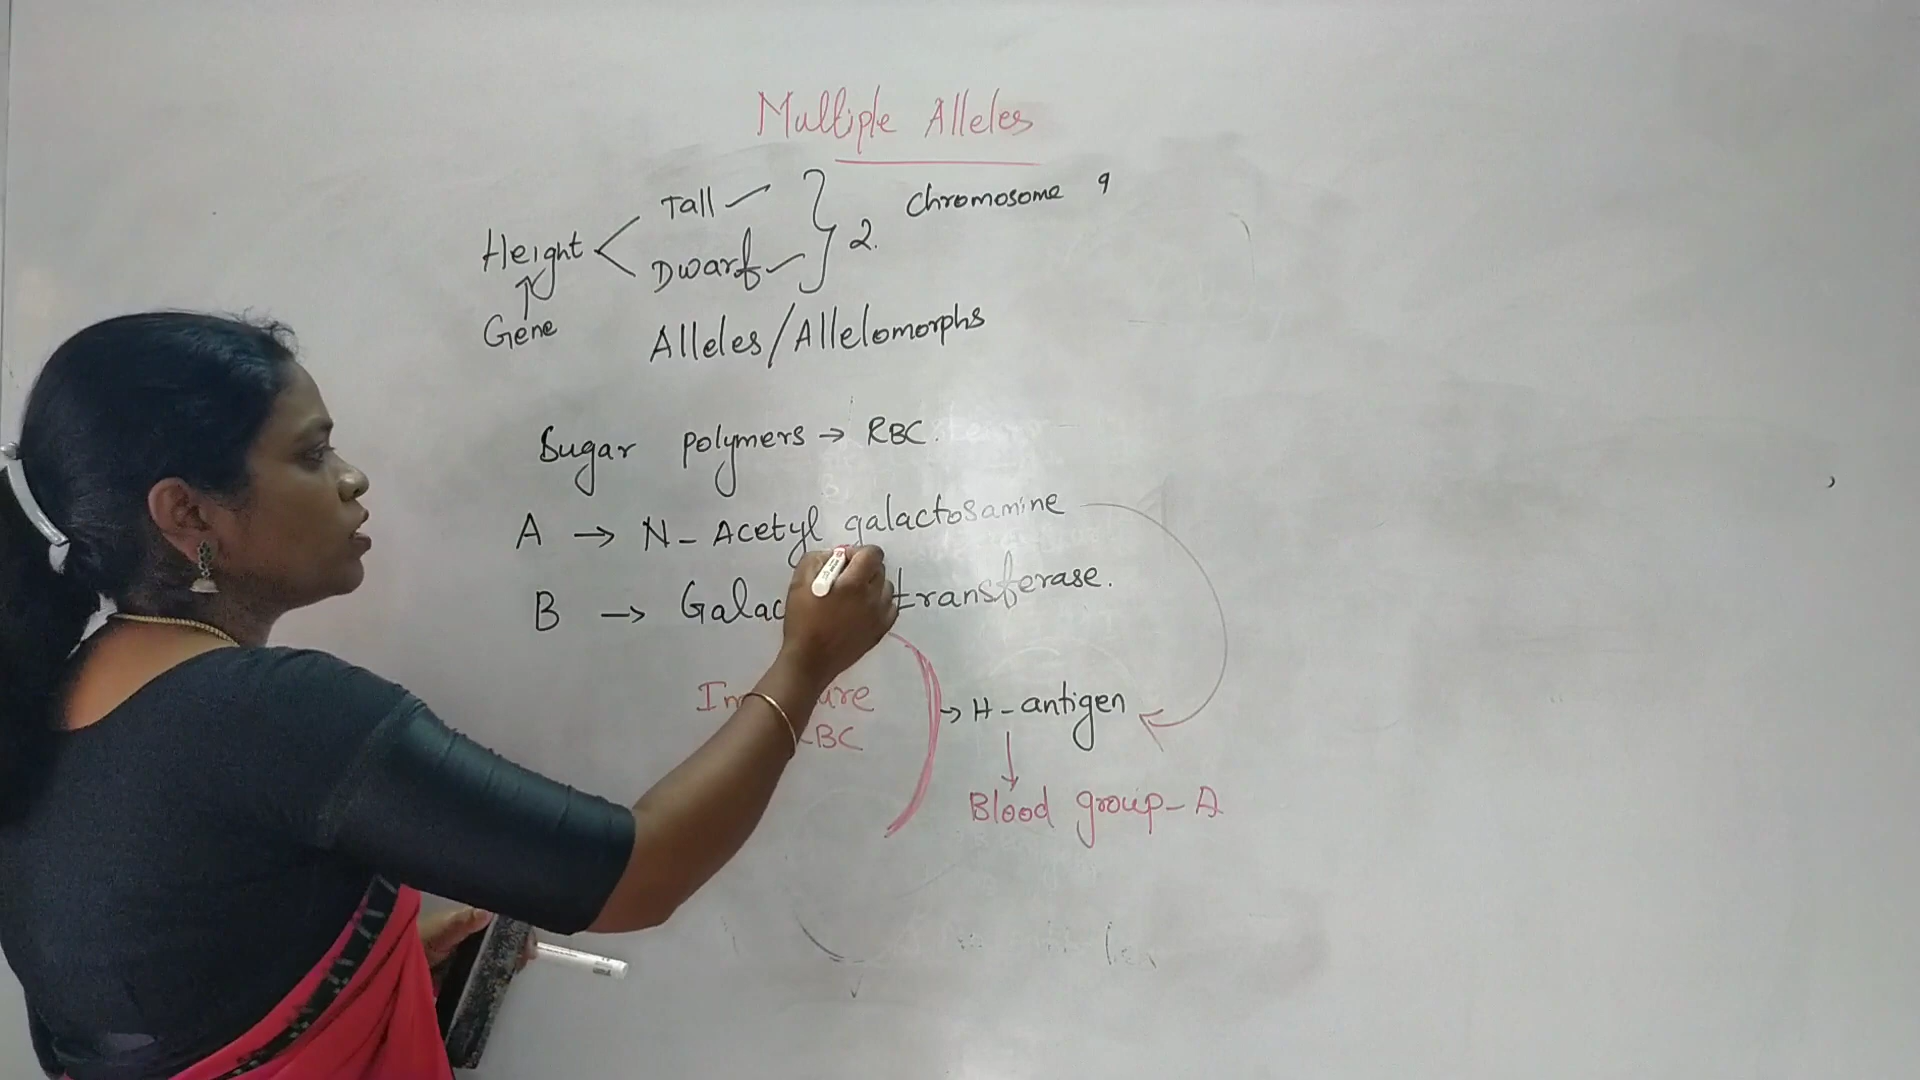 Multiple Alleles
Tall
Chromosome 9
Height
2.
Dwarf
Gene
Alleles/Allelomorphs
Sugar polymers → RBC.
A → N-Acetyl galactosamine
B → transferase.
→ H-antigen
Blood group-A